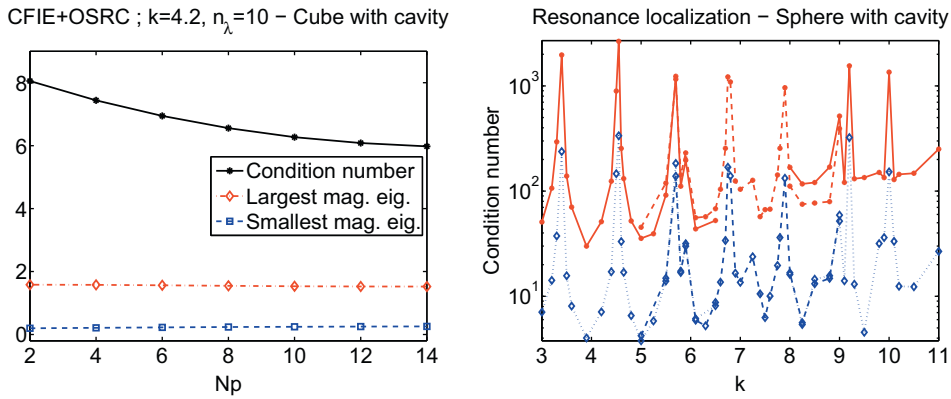 CFIE+OSRC ; k=4.2, nλ=10 − Cube with cavity
8
6
4
2
0
Condition number
Largest mag. eig.
Smallest mag. eig.
2 4 6 8 10 12 14
Np
Resonance localization − Sphere with cavity
Condition number
10³
10²
10¹
3 4 5 6 7 8 9 10 11
k